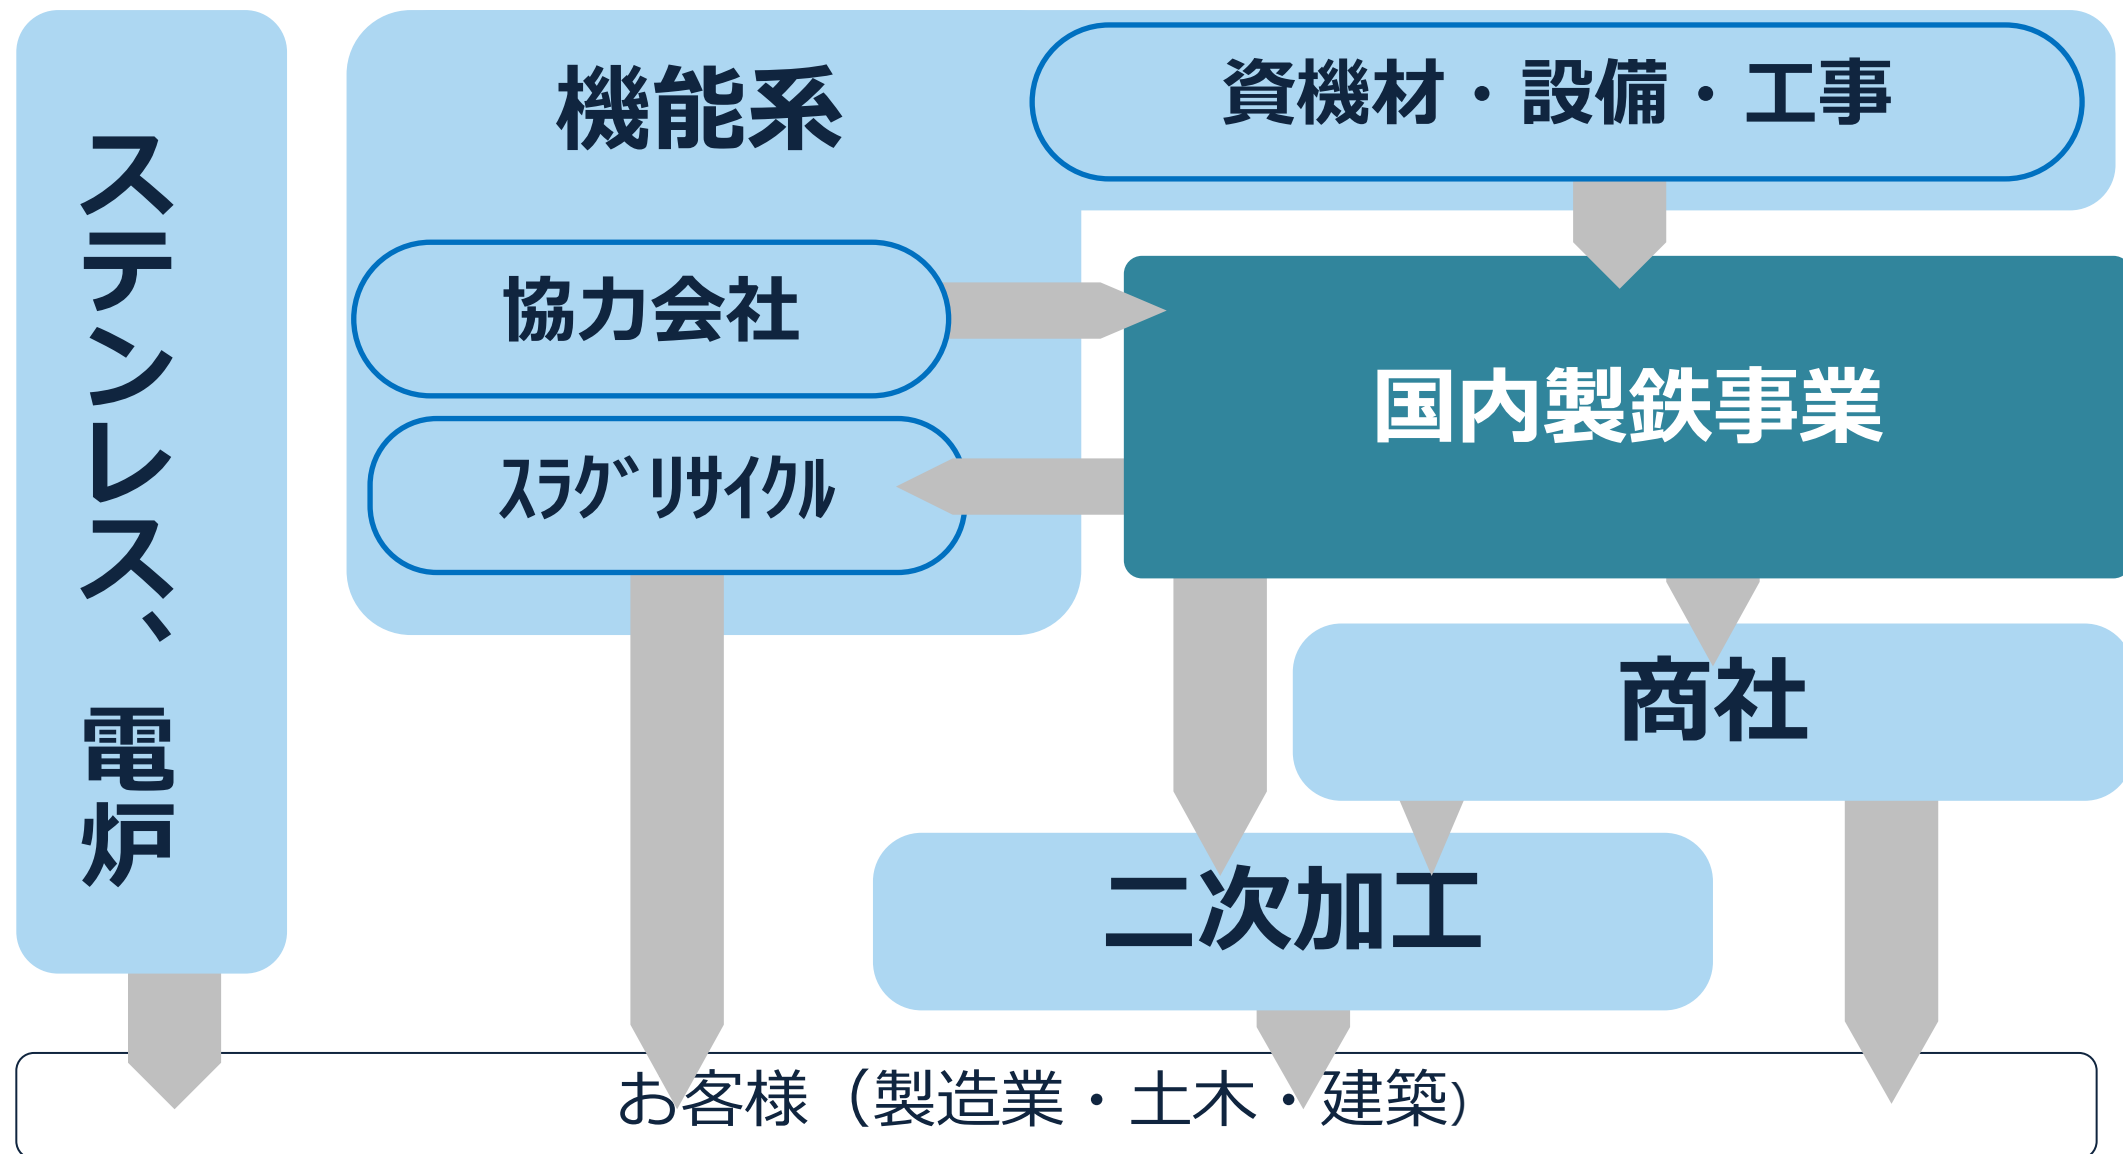 ステンレス、電炉
機能系
資機材・設備・工事
協力会社
ｽﾗｸﾞﾘｻｲｸﾙ
国内製鉄事業
商社
二次加工
お客様（製造業・土木・建築)